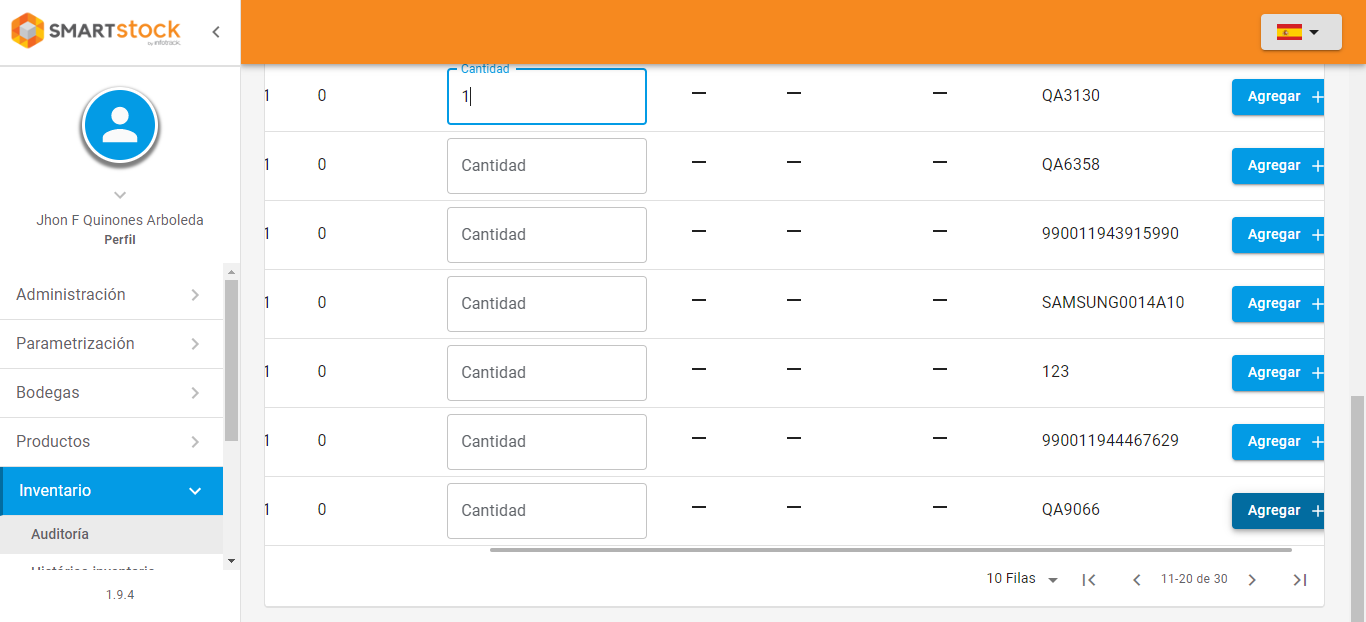 SMARTstock
by infotrack.
Jhon F Quinones Arboleda
Perfil
Administración
Parametrización
Bodegas
Productos
Inventario
Auditoría
Histórico inventario
1.9.4
Cantidad
1 0 1 — — — QA3130 Agregar +
1 0 Cantidad — — — QA6358 Agregar +
1 0 Cantidad — — — 990011943915990 Agregar +
1 0 Cantidad — — — SAMSUNG0014A10 Agregar +
1 0 Cantidad — — — 123 Agregar +
1 0 Cantidad — — — 990011944467629 Agregar +
1 0 Cantidad — — — QA9066 Agregar +
10 Filas 11-20 de 30